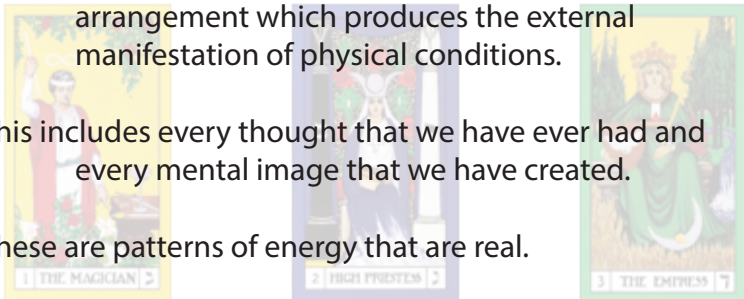 arrangement which produces the external
manifestation of physical conditions.
his includes every thought that we have ever had and
every mental image that we have created.
hese are patterns of energy that are real.
1 THE MAGICIAN ב
2 HIGH PRIESTESS ג
3 THE EMPRESS ד